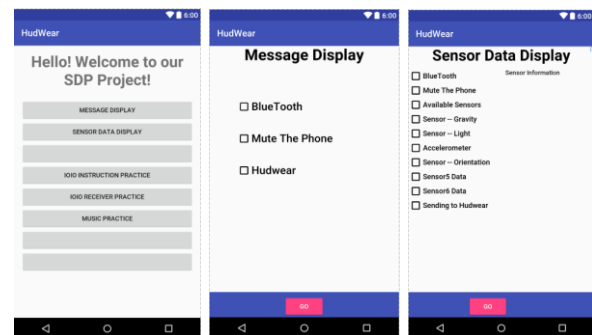 6:00
HudWear
Hello! Welcome to our
SDP Project!
MESSAGE DISPLAY
SENSOR DATA DISPLAY
IOIO INSTRUCTION PRACTICE
IOIO RECEIVER PRACTICE
MUSIC PRACTICE
6:00
HudWear
Message Display
BlueTooth
Mute The Phone
Hudwear
GO
6:00
HudWear
Sensor Data Display
BlueTooth
Sensor Information
Mute The Phone
Available Sensors
Sensor -- Gravity
Sensor -- Light
Accelerometer
Sensor -- Orientation
Sensor5 Data
Sensor6 Data
Sending to Hudwear
GO